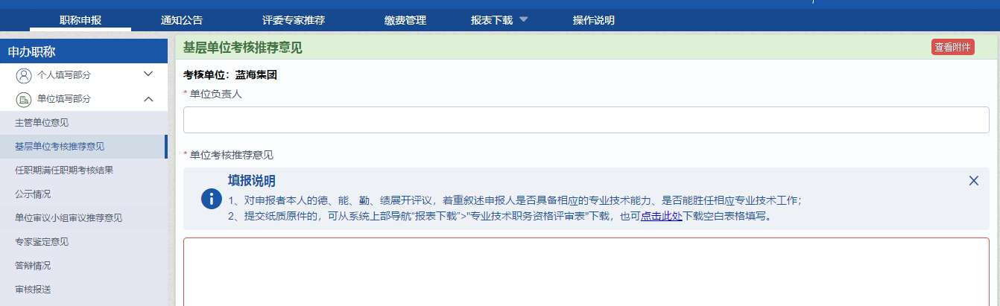 职称申报 通知公告 评委专家推荐 缴费管理 报表下载 操作说明
申办职称
个人填写部分
单位填写部分
主管单位意见
基层单位考核推荐意见
任职期满任职期考核结果
公示情况
单位审议小组审议推荐意见
专家鉴定意见
答辩情况
审核报送
基层单位考核推荐意见 查看附件
考核单位：蓝海集团
* 单位负责人
* 单位考核推荐意见
填报说明
1、对申报者本人的德、能、勤、绩展开评议，着重叙述申报人是否具备相应的专业技术能力、是否能胜任相应专业技术工作；
2、提交纸质原件的，可从系统上部导航“报表下载”>"专业技术职务资格评审表"下载，也可点击此处下载空白表格填写。